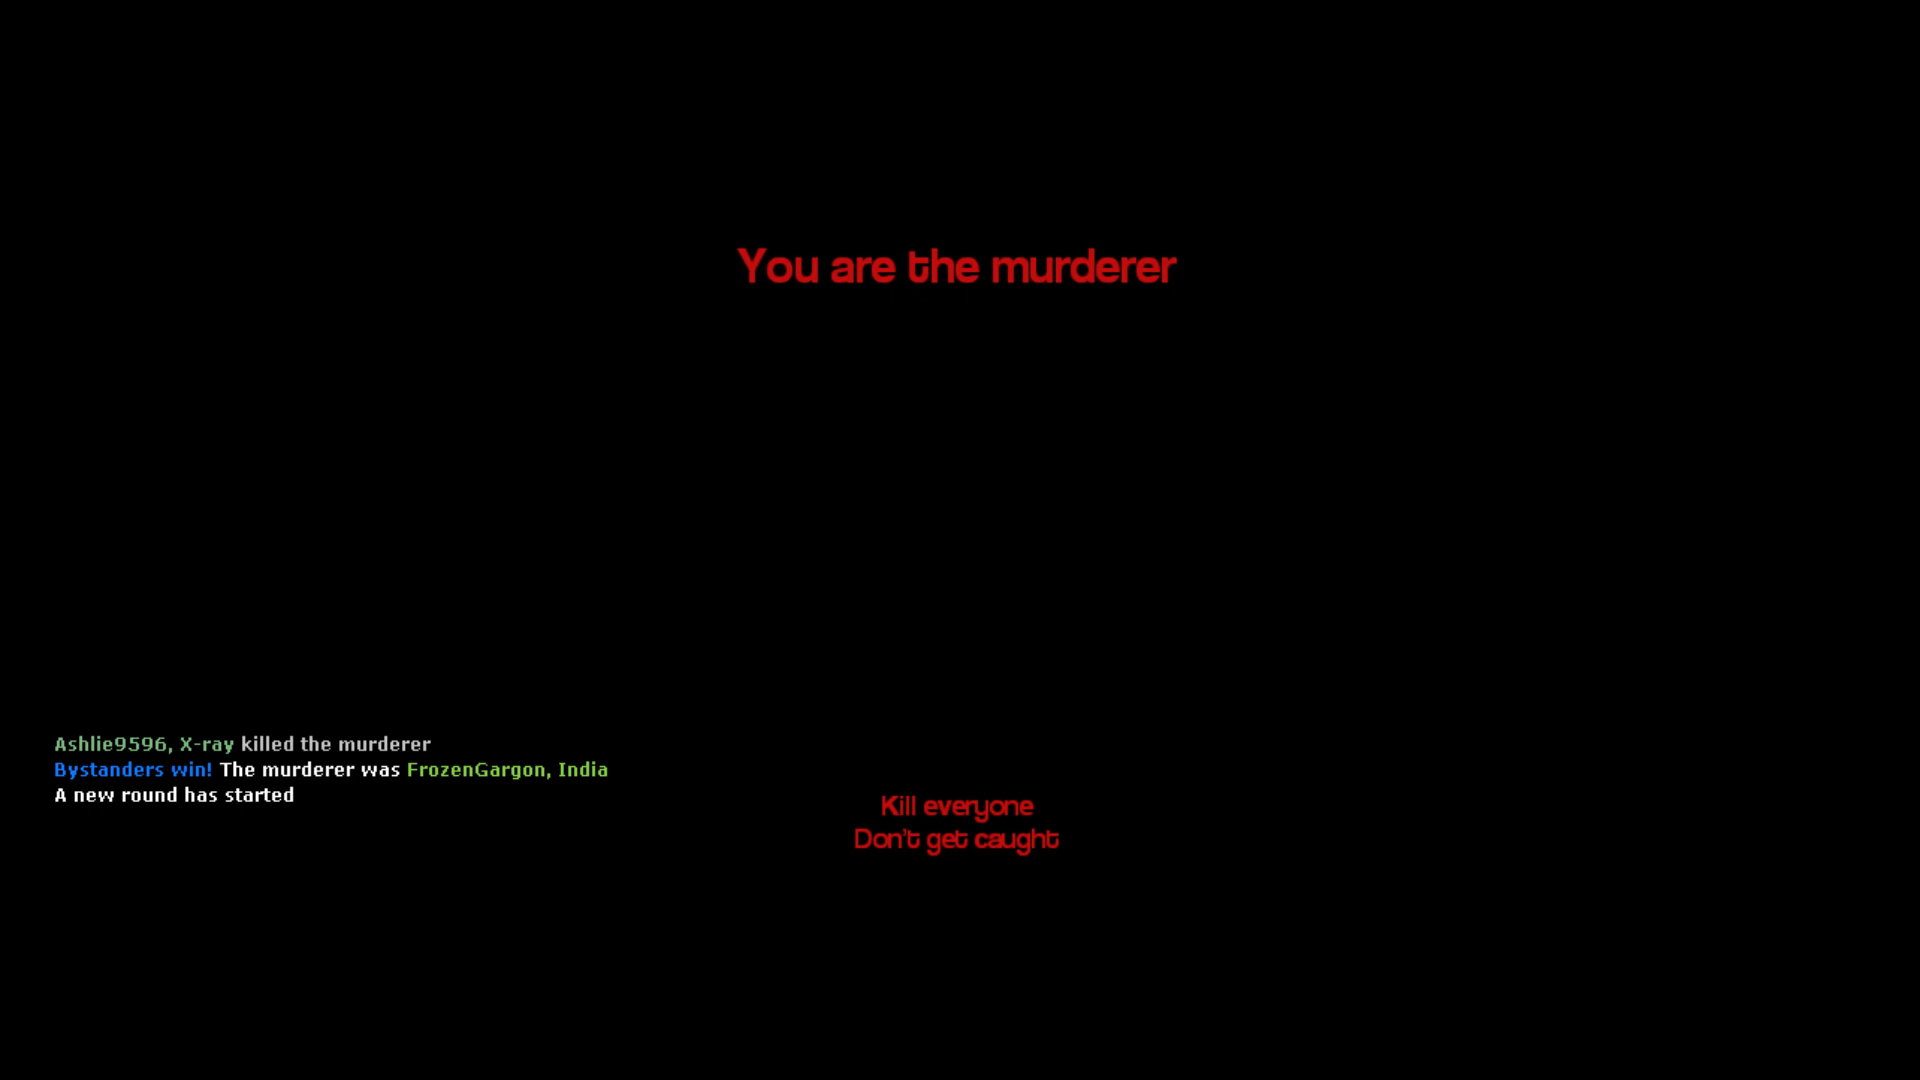 You are the murderer
Ashlie9596, X-ray killed the murderer
Bystanders win! The murderer was FrozenGargon, India
A new round has started
Kill everyone
Don't get caught